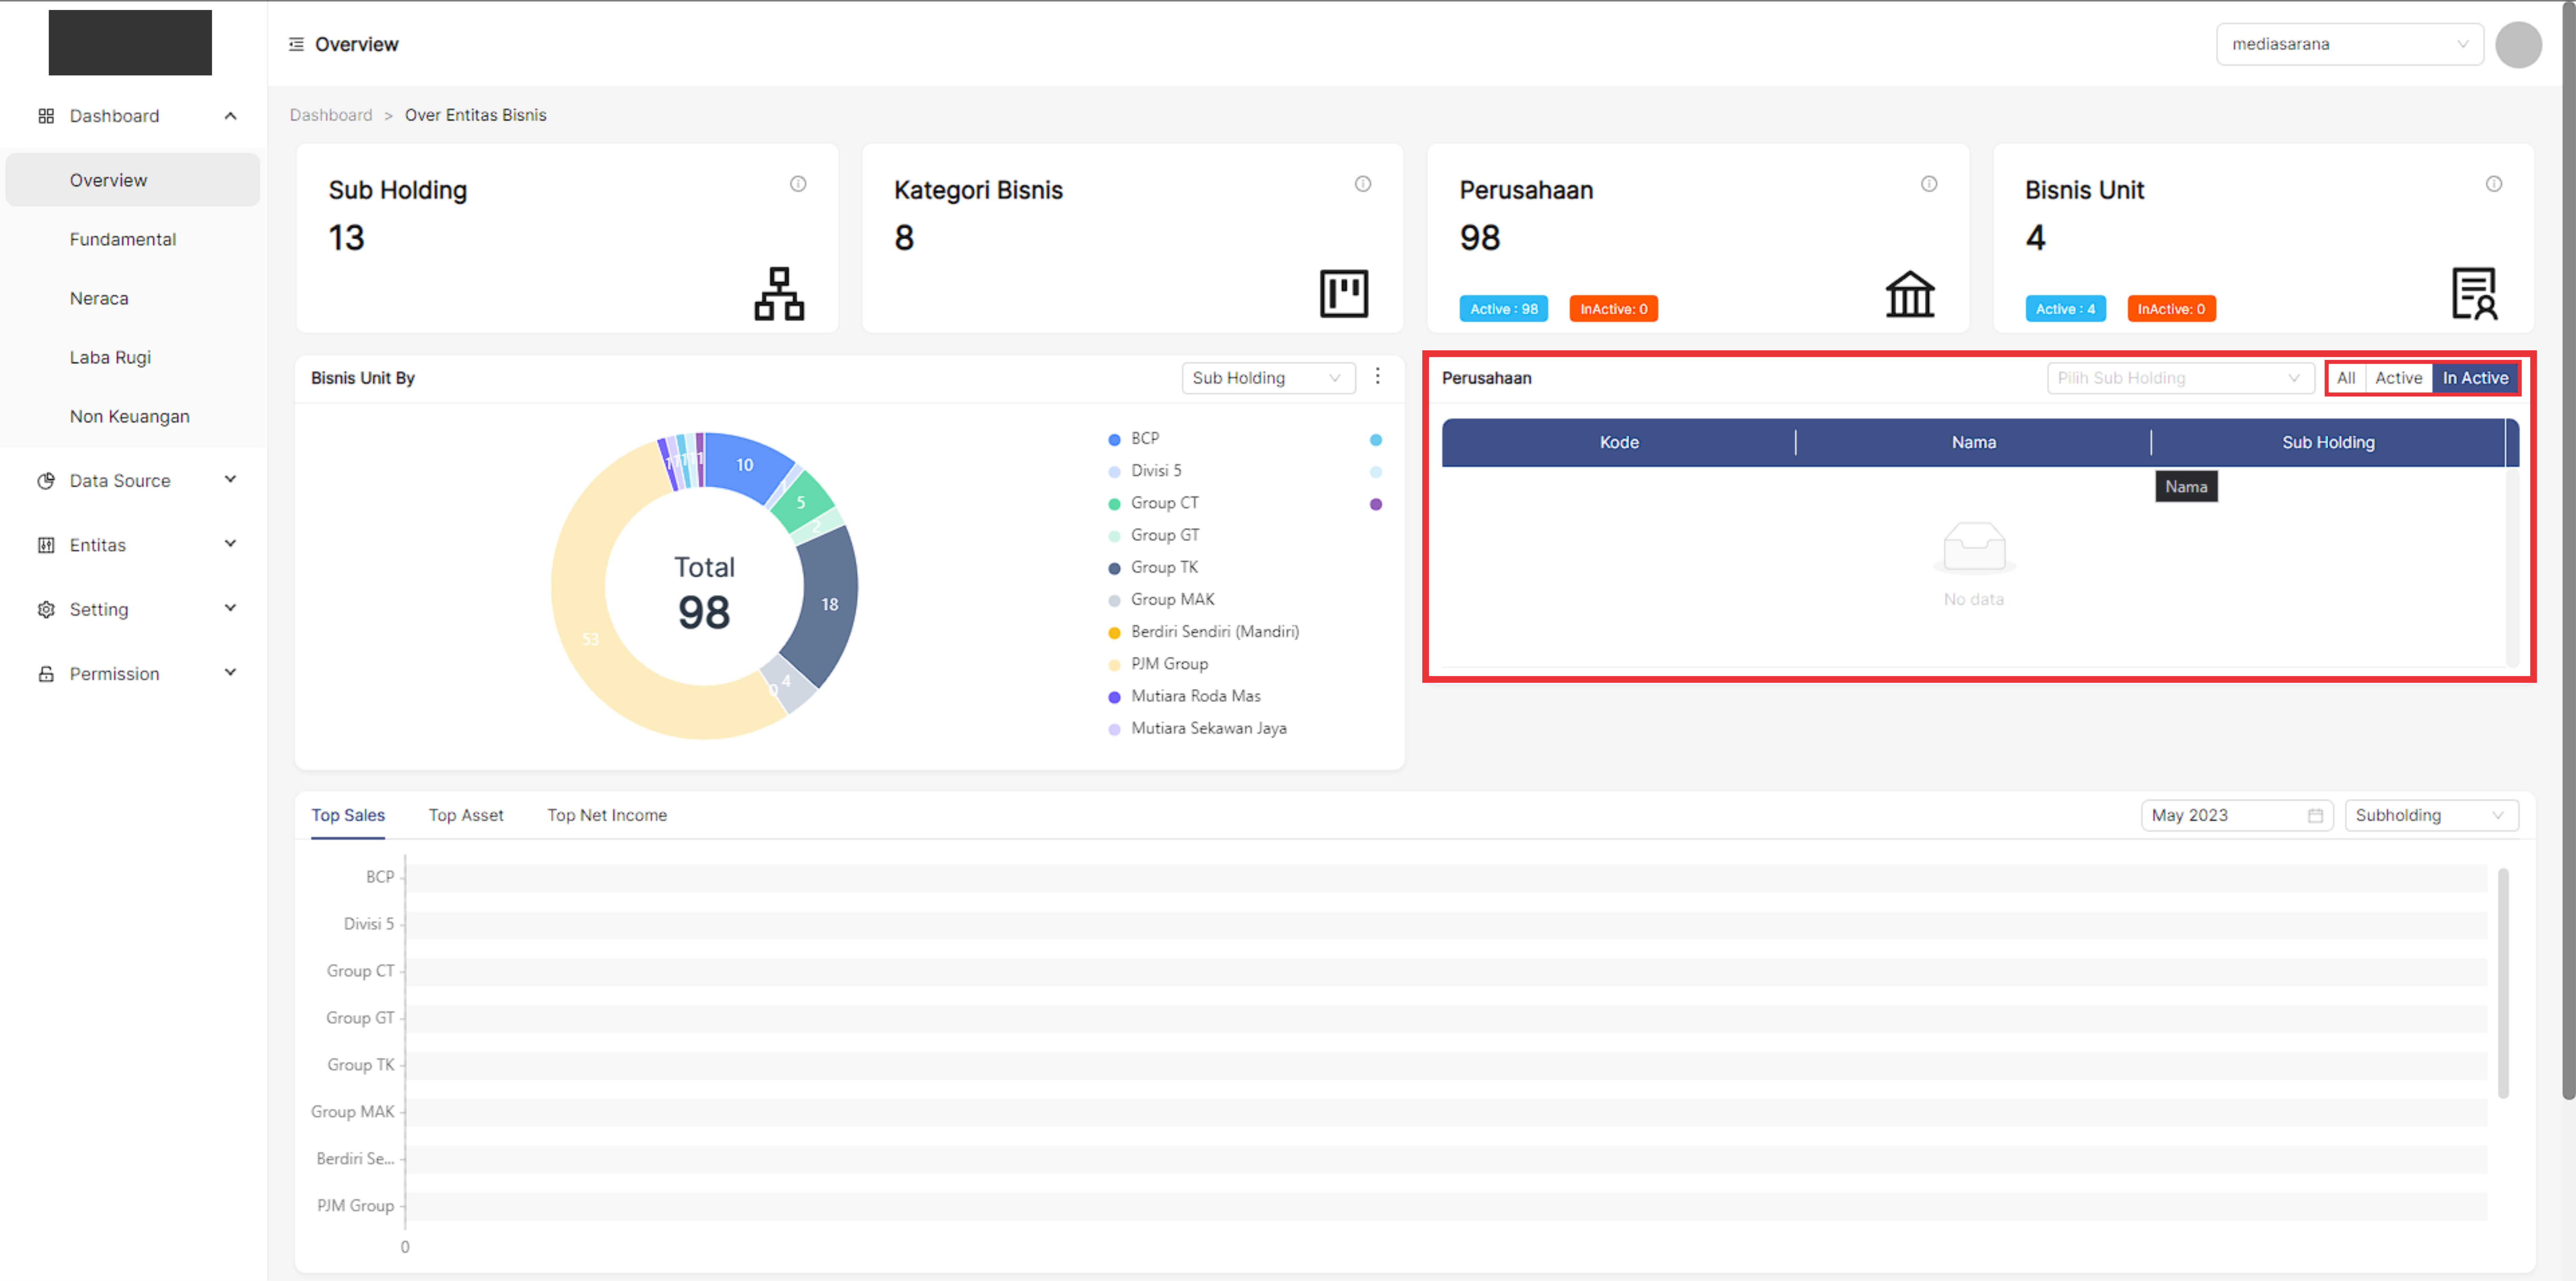 Overview
mediasarana
Dashboard
Overview
Fundamental
Neraca
Laba Rugi
Non Keuangan
Data Source
Entitas
Setting
Permission
Dashboard > Over Entitas Bisnis
Sub Holding
13
Kategori Bisnis
8
Perusahaan
98
Active : 98
InActive: 0
Bisnis Unit
4
Active : 4
InActive: 0
Bisnis Unit By
Sub Holding
10
5
2
18
4
0
53
1
1
1
1
1
Total
98
BCP
Divisi 5
Group CT
Group GT
Group TK
Group MAK
Berdiri Sendiri (Mandiri)
PJM Group
Mutiara Roda Mas
Mutiara Sekawan Jaya
Perusahaan
Pilih Sub Holding
All
Active
In Active
Kode
Nama
Sub Holding
Nama
No data
Top Sales
Top Asset
Top Net Income
May 2023
Subholding
BCP
Divisi 5
Group CT
Group GT
Group TK
Group MAK
Berdiri Se...
PJM Group
0